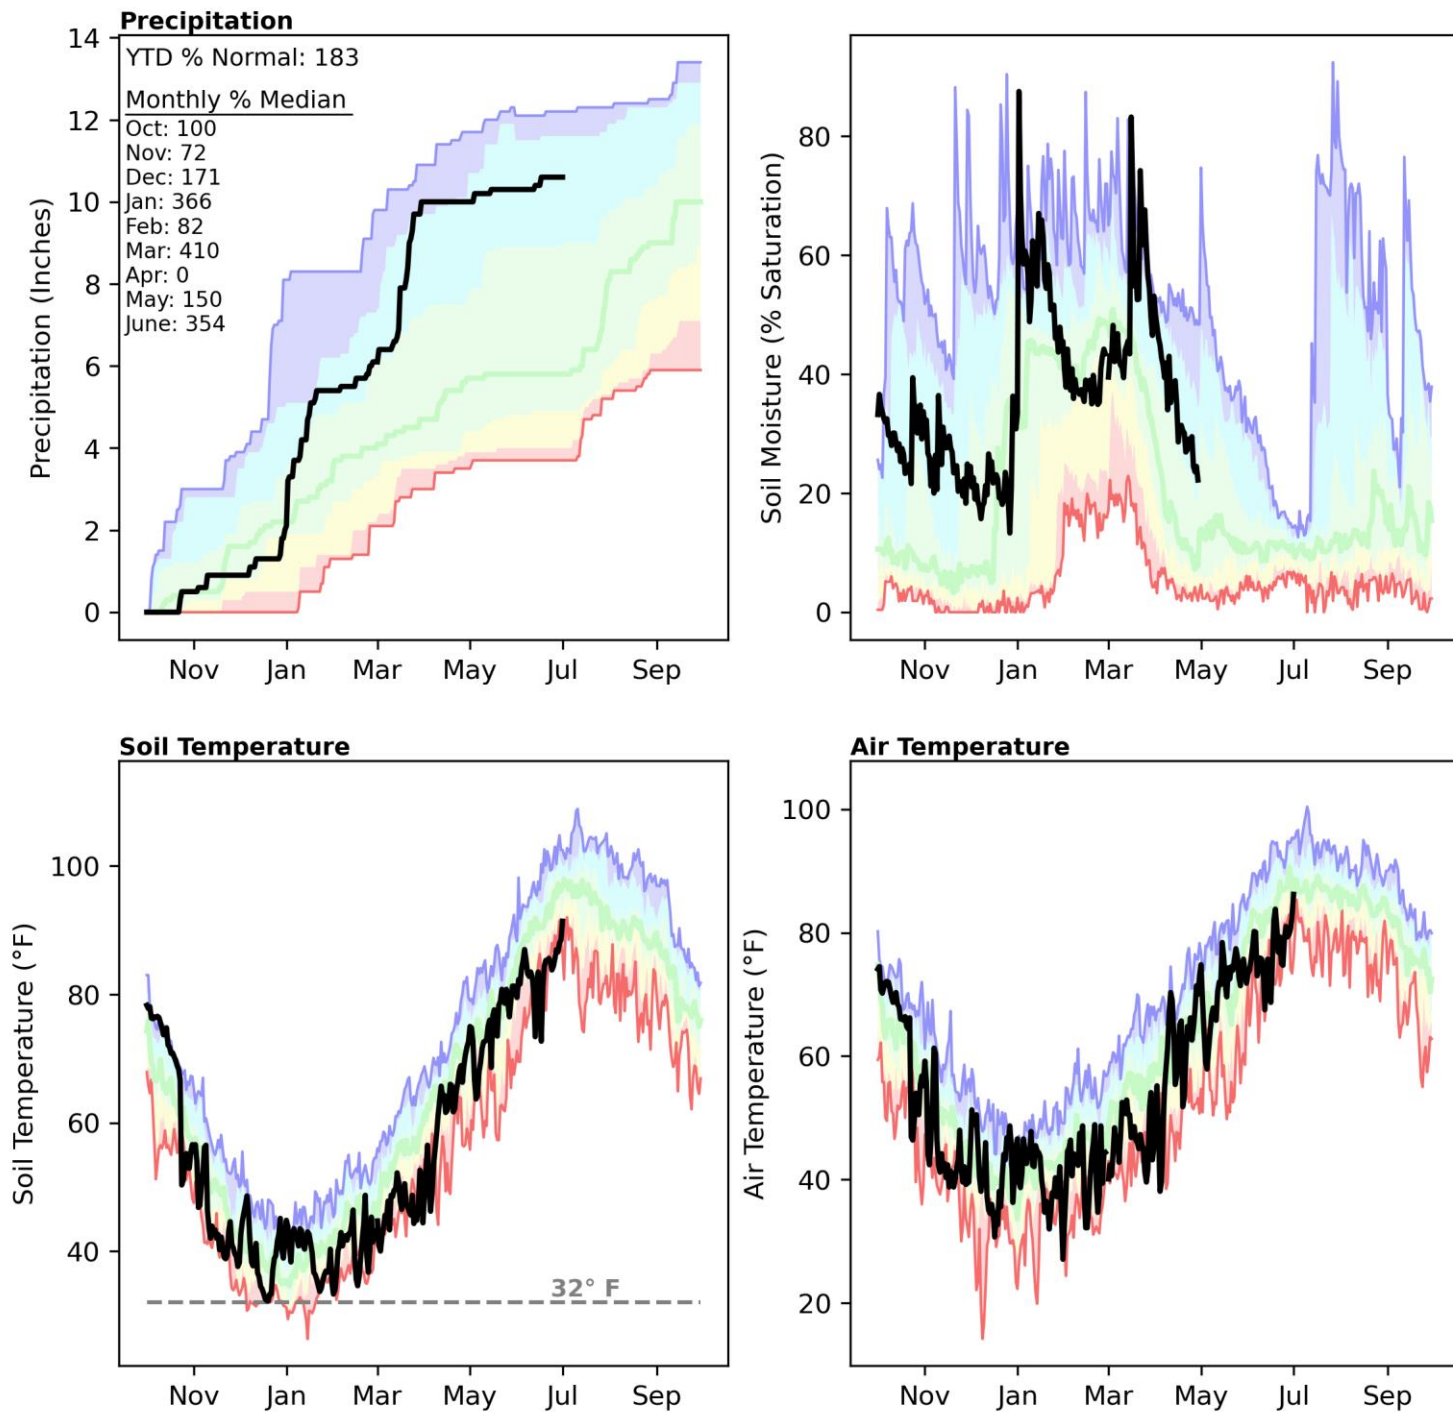 Precipitation
YTD % Normal: 183
Monthly % Median
Oct: 100
Nov: 72
Dec: 171
Jan: 366
Feb: 82
Mar: 410
Apr: 0
May: 150
June: 354
Precipitation (Inches)
14
12
10
8
6
4
2
0
Nov Jan Mar May Jul Sep
Soil Moisture (% Saturation)
80
60
40
20
0
Nov Jan Mar May Jul Sep
Soil Temperature
Soil Temperature (°F)
100
80
60
40
32° F
Nov Jan Mar May Jul Sep
Air Temperature
Air Temperature (°F)
100
80
60
40
20
Nov Jan Mar May Jul Sep